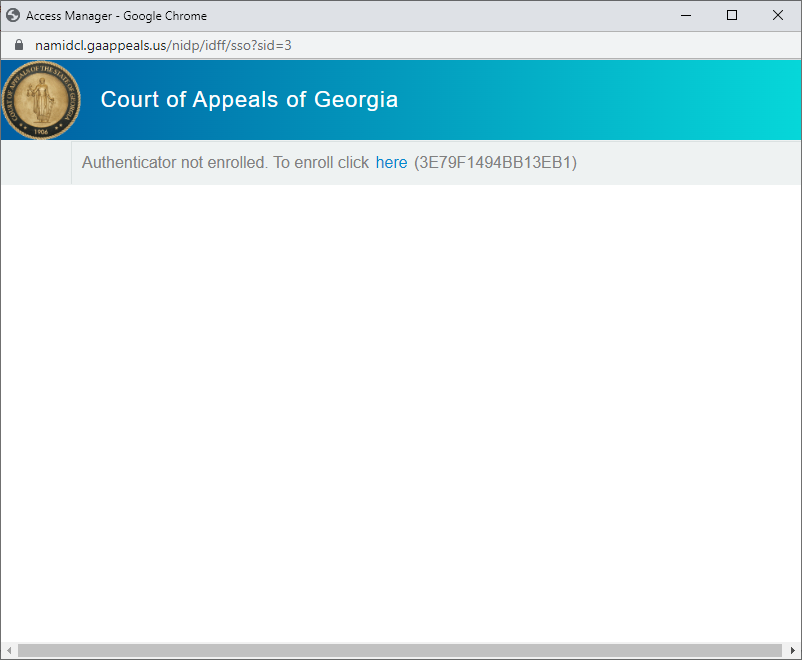 Access Manager - Google Chrome
namidcl.gaappeals.us/nidp/idff/sso?sid=3
COURT OF APPEALS OF THE STATE OF GEORGIA
1906
Court of Appeals of Georgia
Authenticator not enrolled. To enroll click here (3E79F1494BB13EB1)